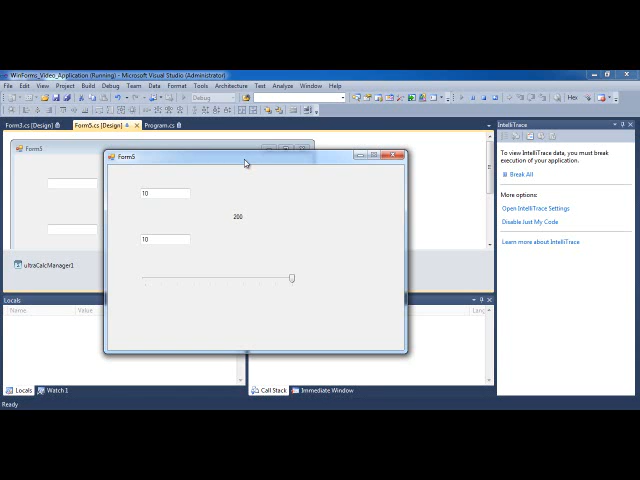 WinForms_Video_Application (Running) - Microsoft Visual Studio (Administrator)
File Edit View Project Build Debug Team Data Format Tools Architecture Test Analyze Window Help
Debug
Hex
Form3.cs [Design] Form5.cs [Design] Program.cs
IntelliTrace
Form5
Form5
To view IntelliTrace data, you must break
execution of your application.
Break All
More options:
Open IntelliTrace Settings
Disable Just My Code
Learn more about IntelliTrace
10
200
10
ultraCalcManager1
Locals
Name Value
Lang
Locals Watch 1
Call Stack Immediate Window
Ready